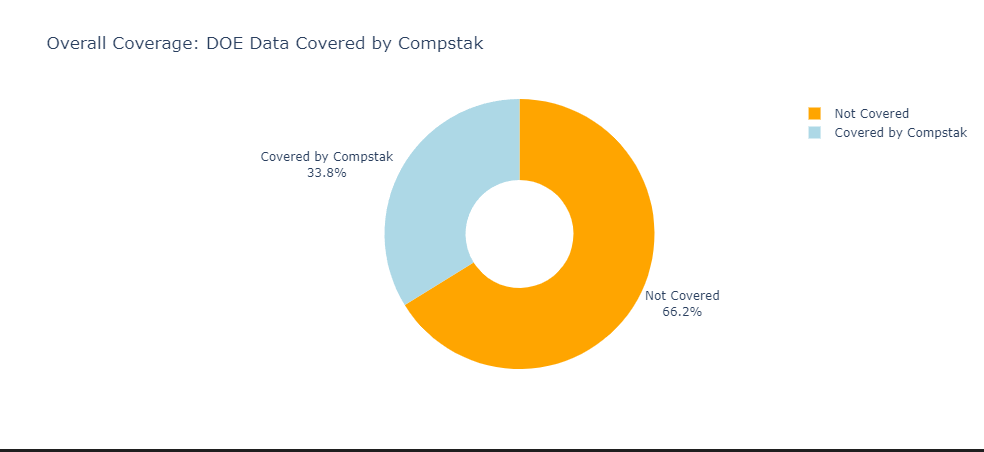 Overall Coverage: DOE Data Covered by Compstak
Not Covered
Covered by Compstak
Covered by Compstak
33.8%
Not Covered
66.2%